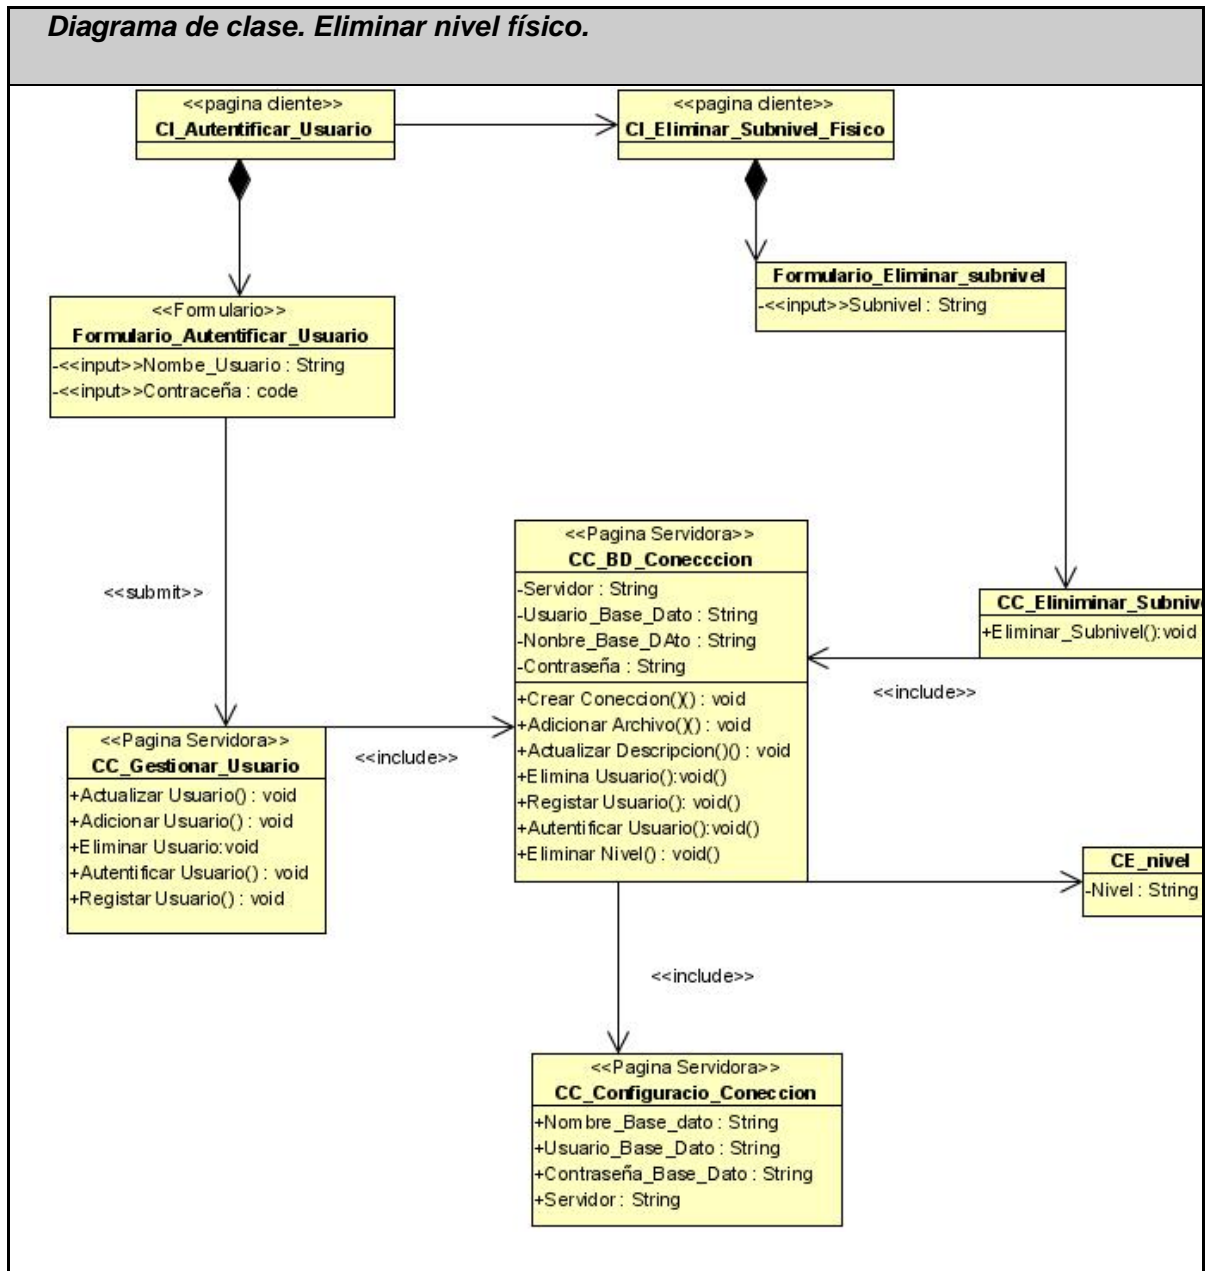 Diagrama de clase. Eliminar nivel físico.
<<pagina cliente>>
CI_Autentificar_Usuario
<<pagina cliente>>
CI_Eliminar_Subnivel_Fisico
<<Formulario>>
Formulario_Autentificar_Usuario
-<<input>>Nombe_Usuario : String
-<<input>>Contraceña : code
Formulario_Eliminar_subnivel
-<<input>>Subnivel : String
<<submit>>
<<Pagina Servidora>>
CC_BD_Conecccion
-Servidor : String
-Usuario_Base_Dato : String
-Nonbre_Base_DAto : String
-Contraseña : String
+Crear Coneccion()() : void
+Adicionar Archivo()() : void
+Actualizar Descripcion()() : void
+Elimina Usuario():void()
+Registar Usuario(): void()
+Autentificar Usuario():void()
+Eliminar Nivel() : void()
CC_Eliniminar_Subnive
+Eliminar_Subnivel():void
<<include>>
<<Pagina Servidora>>
CC_Gestionar_Usuario
+Actualizar Usuario() : void
+Adicionar Usuario() : void
+Eliminar Usuario:void
+Autentificar Usuario() : void
+Registar Usuario() : void
<<include>>
CE_nivel
-Nivel : String
<<include>>
<<Pagina Servidora>>
CC_Configuracio_Coneccion
+Nombre_Base_dato : String
+Usuario_Base_Dato : String
+Contraseña_Base_Dato : String
+Servidor : String